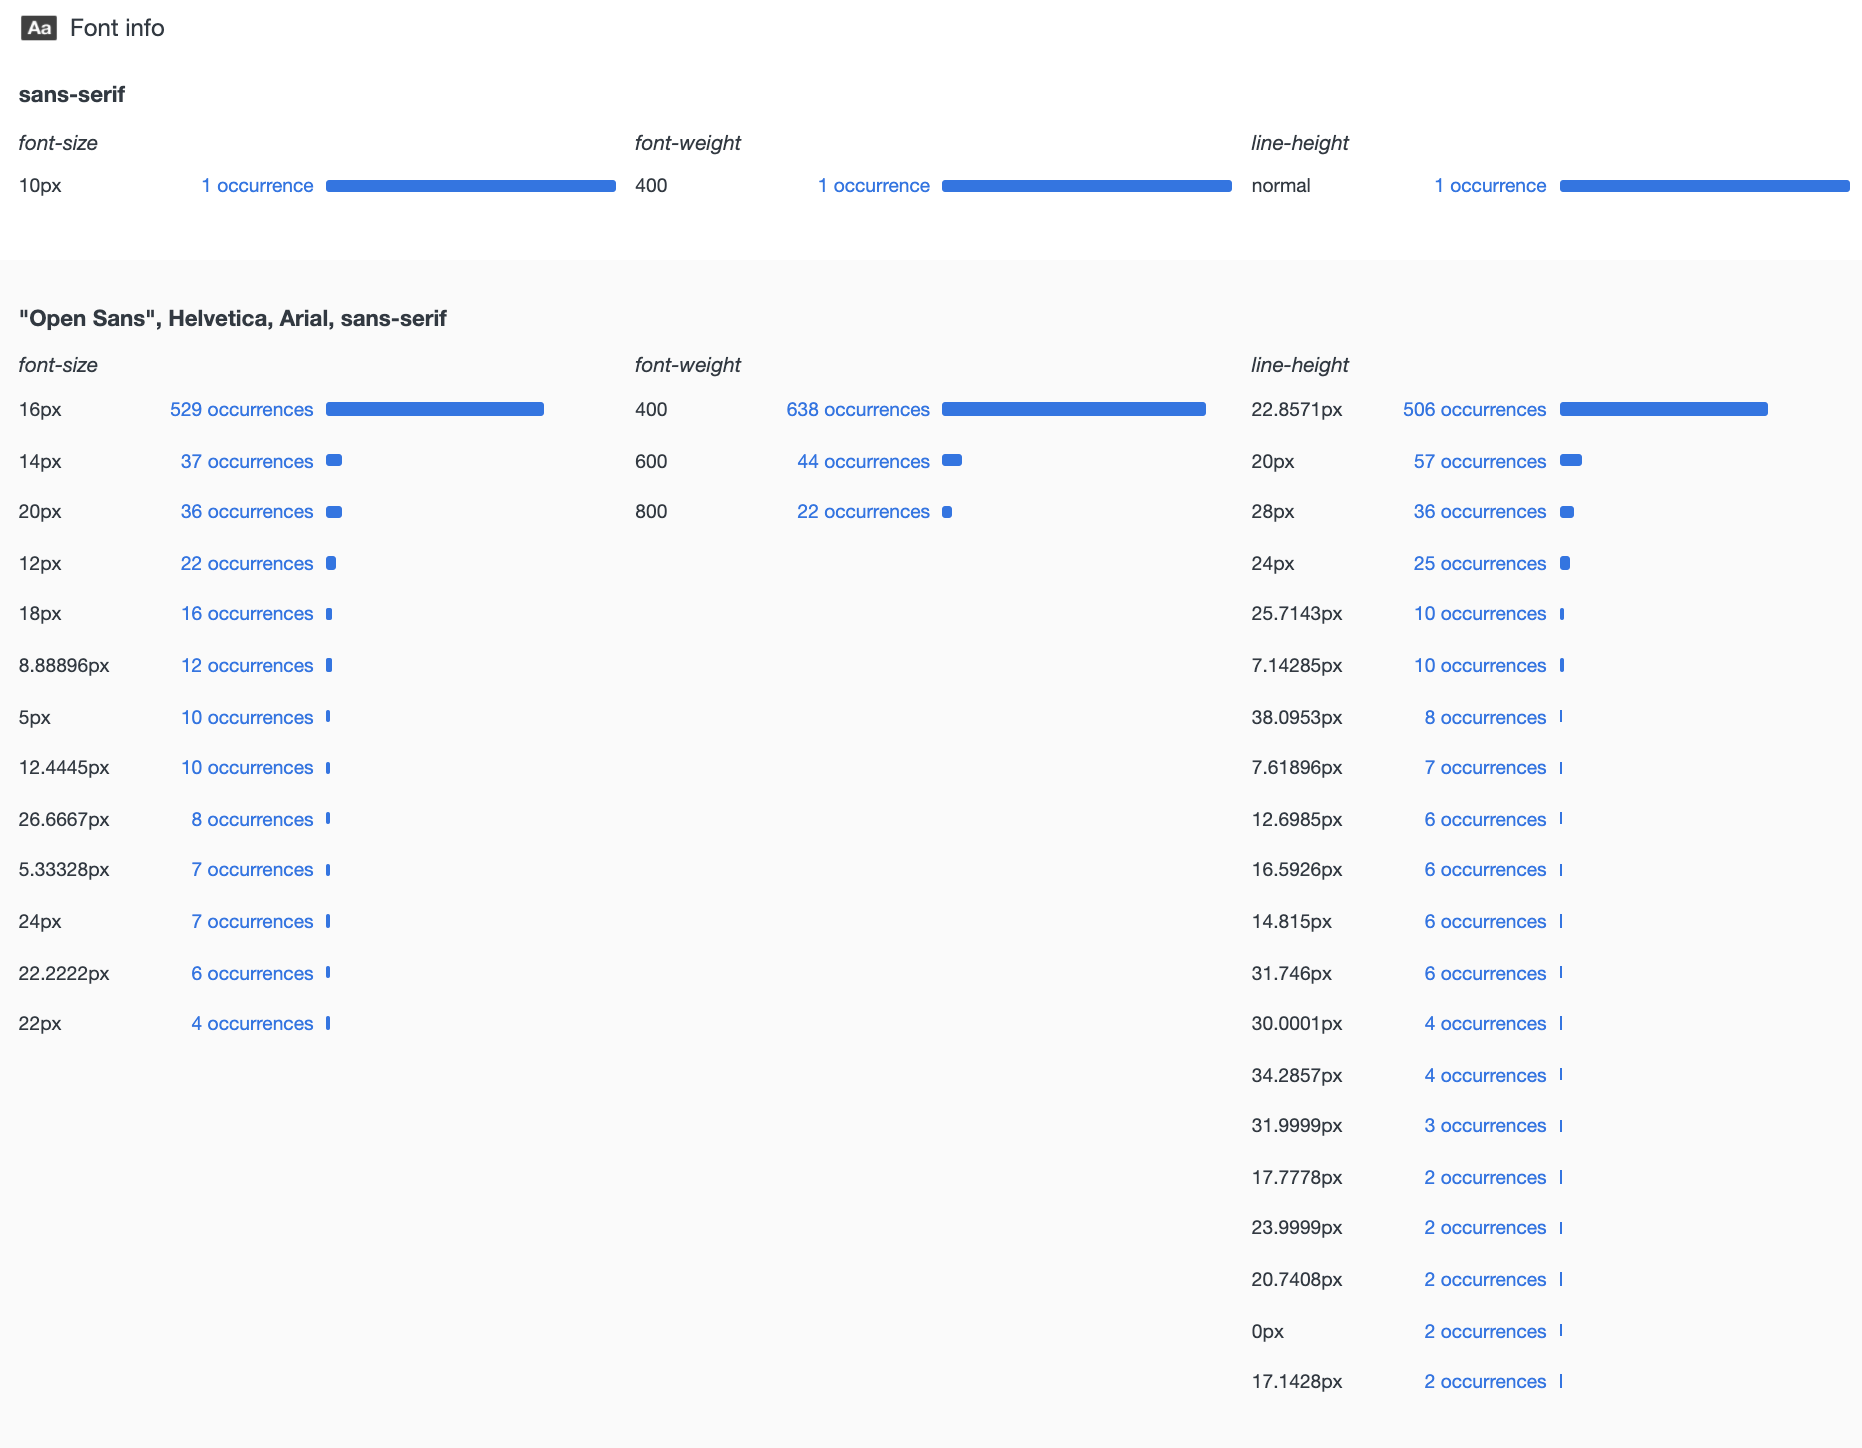 Aa Font info
sans-serif
font-size font-weight line-height
10px 1 occurrence 400 1 occurrence normal 1 occurrence
"Open Sans", Helvetica, Arial, sans-serif
font-size font-weight line-height
16px 529 occurrences 400 638 occurrences 22.8571px 506 occurrences
14px 37 occurrences 600 44 occurrences 20px 57 occurrences
20px 36 occurrences 800 22 occurrences 28px 36 occurrences
12px 22 occurrences 24px 25 occurrences
18px 16 occurrences 25.7143px 10 occurrences
8.88896px 12 occurrences 7.14285px 10 occurrences
5px 10 occurrences 38.0953px 8 occurrences
12.4445px 10 occurrences 7.61896px 7 occurrences
26.6667px 8 occurrences 12.6985px 6 occurrences
5.33328px 7 occurrences 16.5926px 6 occurrences
24px 7 occurrences 14.815px 6 occurrences
22.2222px 6 occurrences 31.746px 6 occurrences
22px 4 occurrences 30.0001px 4 occurrences
34.2857px 4 occurrences
31.9999px 3 occurrences
17.7778px 2 occurrences
23.9999px 2 occurrences
20.7408px 2 occurrences
0px 2 occurrences
17.1428px 2 occurrences